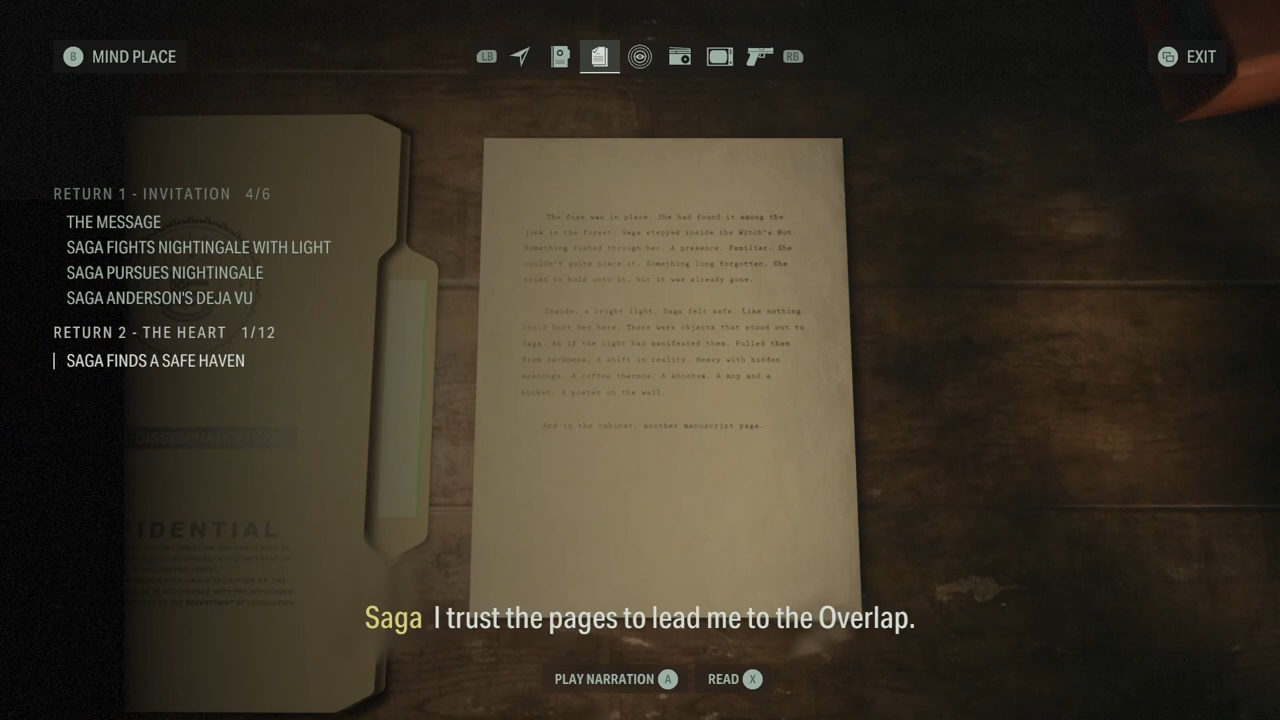 B MIND PLACE
LB
RB
EXIT
RETURN 1 - INVITATION 4/6
THE MESSAGE
SAGA FIGHTS NIGHTINGALE WITH LIGHT
SAGA PURSUES NIGHTINGALE
SAGA ANDERSON'S DEJA VU
RETURN 2 - THE HEART 1/12
SAGA FINDS A SAFE HAVEN
The fuse was in place. She had found it among the
junk in the forest. Saga stepped inside the Witch's Hut.
Something rushed through her. A presence. Familiar. She
couldn't quite place it. Something long forgotten. She
tried to hold onto it, but it was already gone.
Inside, a bright light. Saga felt safe. Like nothing
could hurt her here. There were objects that stood out to
Saga. As if the light had manifested them. Pulled them
from darkness. A shift in reality. Heavy with hidden
meanings. A coffee thermos. A shoebox. A mop and a
bucket. A poster on the wall.
And in the cabinet, another manuscript page.
DISSEMINATION
FIDENTIAL
Saga I trust the pages to lead me to the Overlap.
PLAY NARRATION A READ X